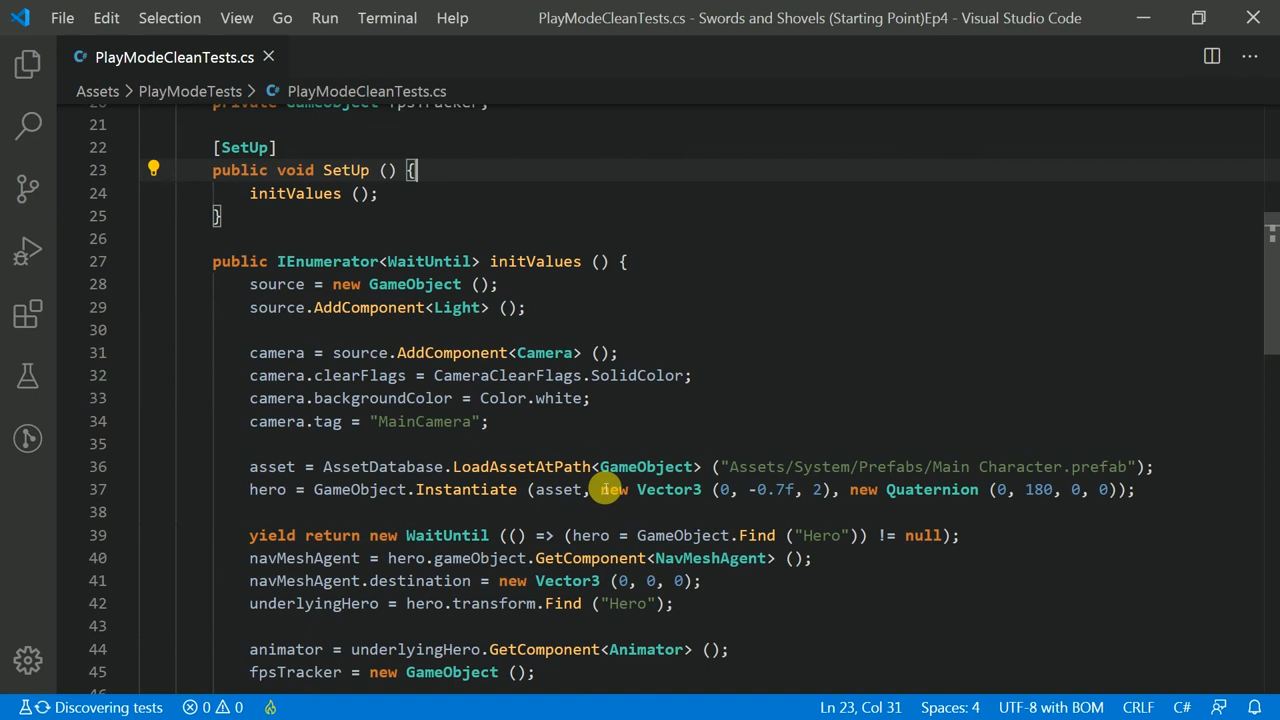 File Edit Selection View Go Run Terminal Help PlayModeCleanTests.cs - Swords and Shovels (Starting Point)Ep4 - Visual Studio Code
PlayModeCleanTests.cs
Assets > PlayModeTests > PlayModeCleanTests.cs
20 private GameObject fpsTracker;
21
22 [SetUp]
23 public void SetUp () {
24 initValues ();
25 }
26
27 public IEnumerator<WaitUntil> initValues () {
28 source = new GameObject ();
29 source.AddComponent<Light> ();
30
31 camera = source.AddComponent<Camera> ();
32 camera.clearFlags = CameraClearFlags.SolidColor;
33 camera.backgroundColor = Color.white;
34 camera.tag = "MainCamera";
35
36 asset = AssetDatabase.LoadAssetAtPath<GameObject> ("Assets/System/Prefabs/Main Character.prefab");
37 hero = GameObject.Instantiate (asset, new Vector3 (0, -0.7f, 2), new Quaternion (0, 180, 0, 0));
38
39 yield return new WaitUntil (() => (hero = GameObject.Find ("Hero")) != null);
40 navMeshAgent = hero.gameObject.GetComponent<NavMeshAgent> ();
41 navMeshAgent.destination = new Vector3 (0, 0, 0);
42 underlyingHero = hero.transform.Find ("Hero");
43
44 animator = underlyingHero.GetComponent<Animator> ();
45 fpsTracker = new GameObject ();
Discovering tests 0 0 Ln 23, Col 31 Spaces: 4 UTF-8 with BOM CRLF C#